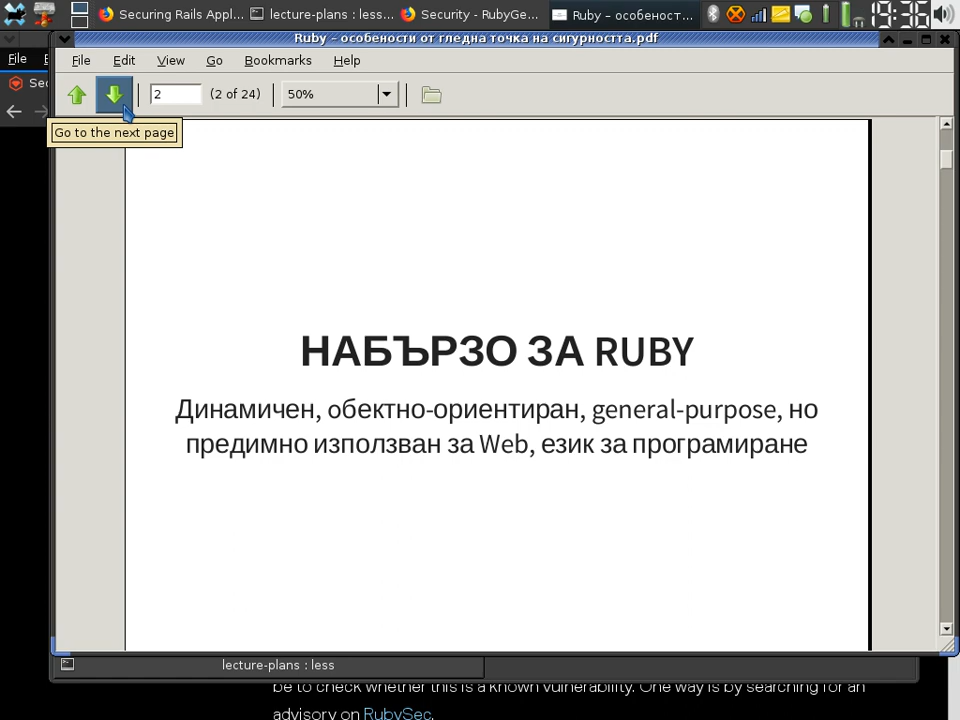 Securing Rails Appl...
lecture-plans : less...
Security - RubyGe...
Ruby – особеност...
19:36
Ruby – особености от гледна точка на сигурността.pdf
File
File Edit View Go Bookmarks Help
Sec
2 (2 of 24) 50%
Go to the next page
НАБЪРЗО ЗА RUBY
Динамичен, обектно-ориентиран, general-purpose, но
предимно използван за Web, език за програмиране
lecture-plans : less
be to check whether this is a known vulnerability. One way is by searching for an
advisory on RubySec.